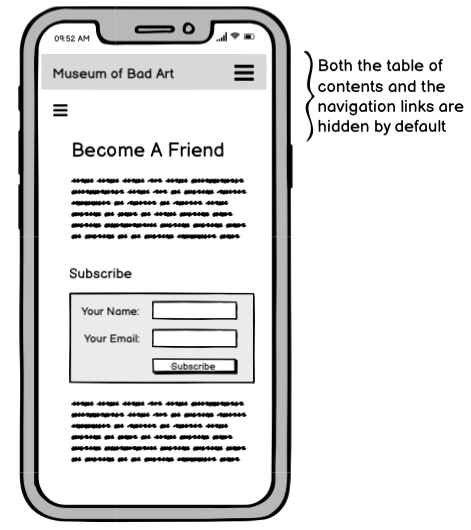 09:52 AM
Museum of Bad Art
Both the table of
contents and the
navigation links are
hidden by default
Become A Friend
Subscribe
Your Name:
Your Email:
Subscribe